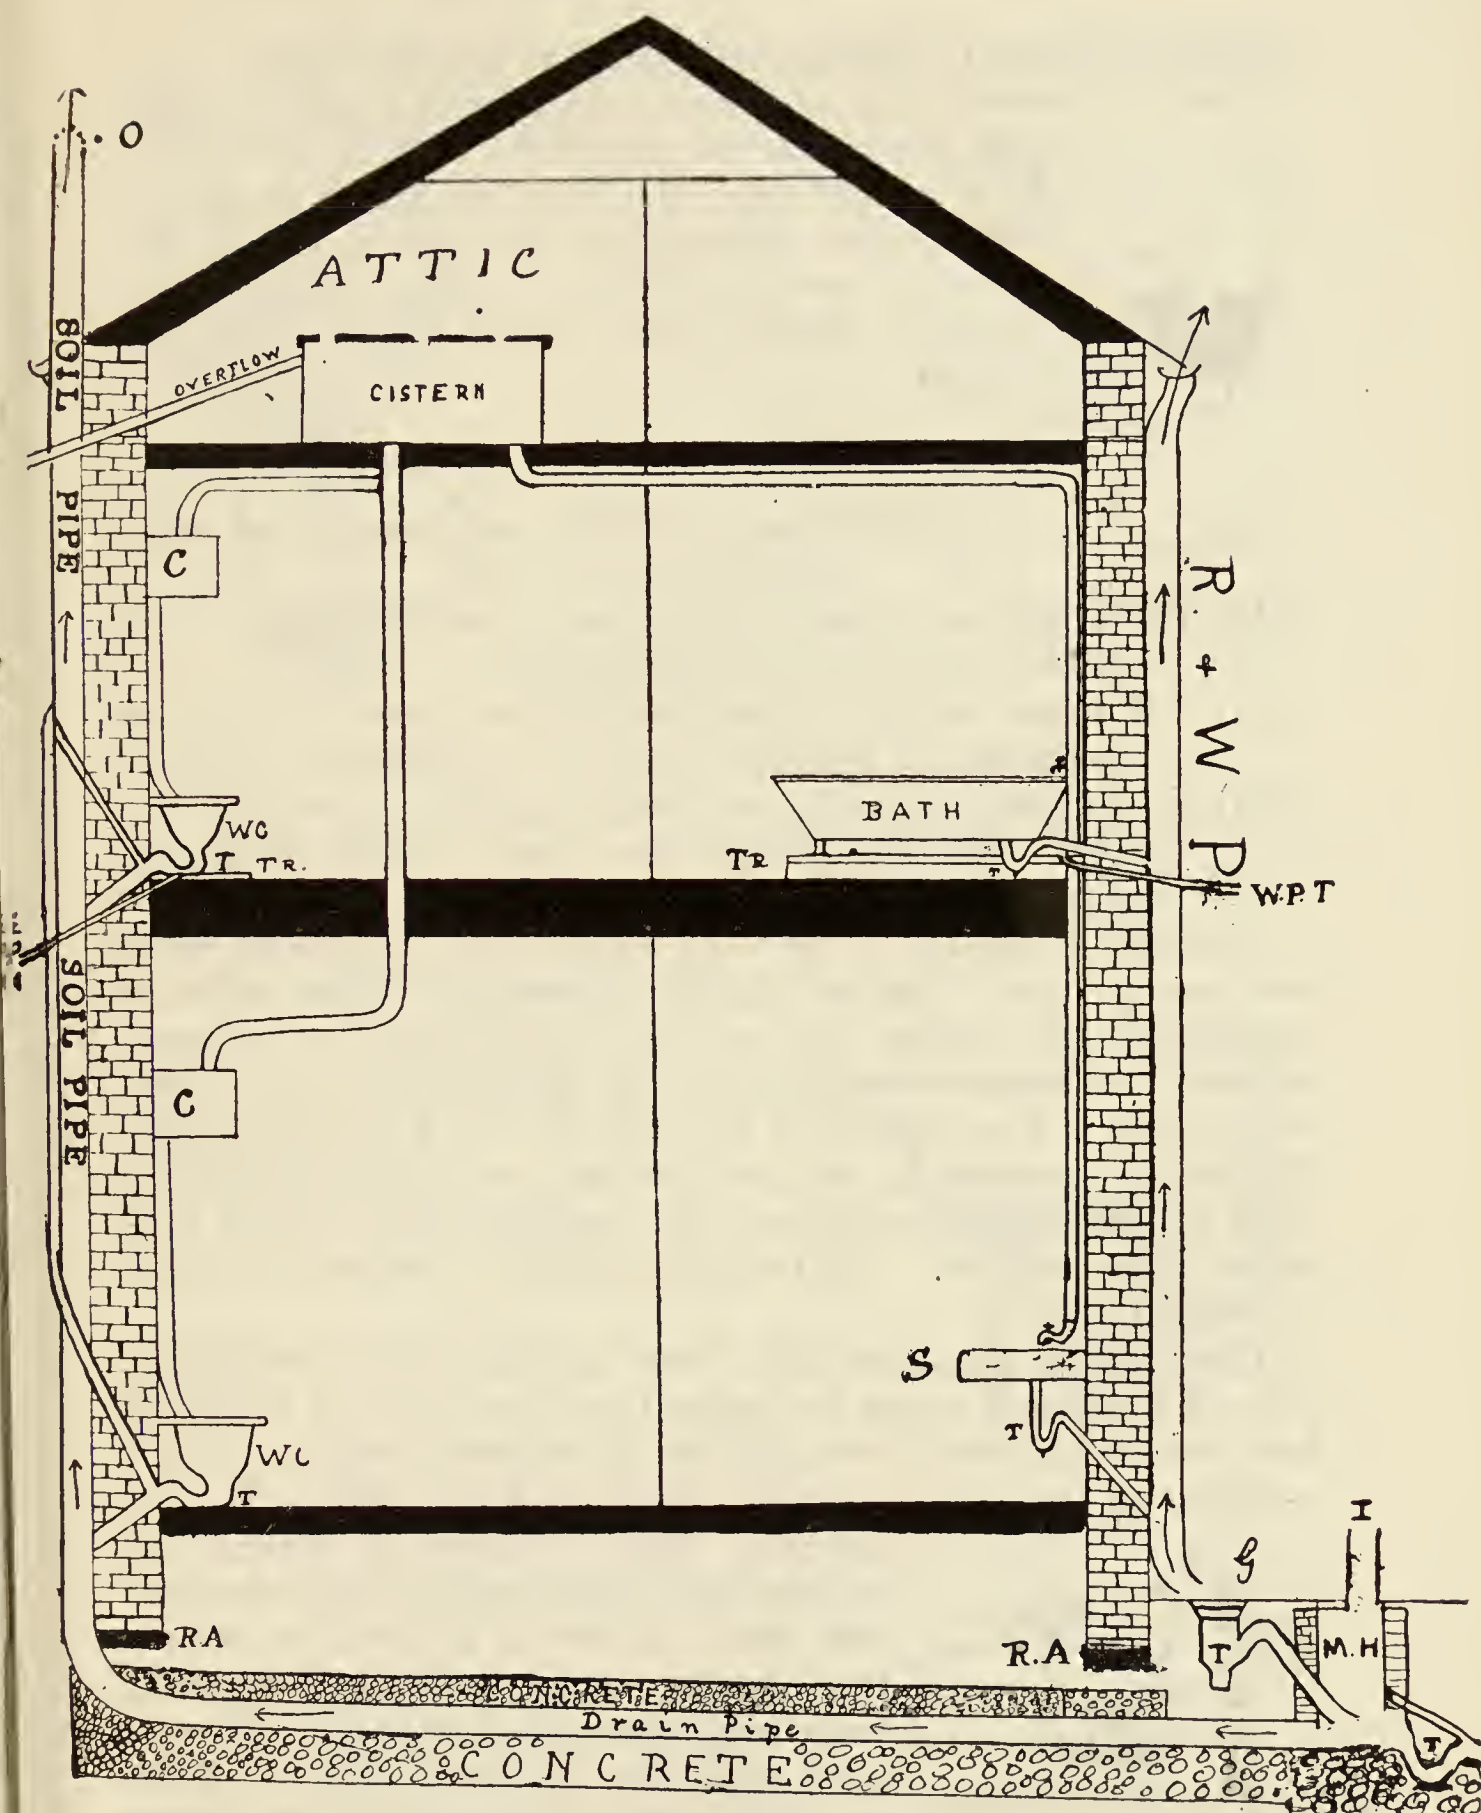 O
ATTIC
SOIL PIPE
OVERFLOW
CISTERN
C
R + W P
BATH
WC
T TR.
TR
T
W.P.T
SOIL PIPE
C
S
T
WC
T
I
G
RA
R.A
T
M.H
CONCRETE
Drain Pipe
T
CONCRETE